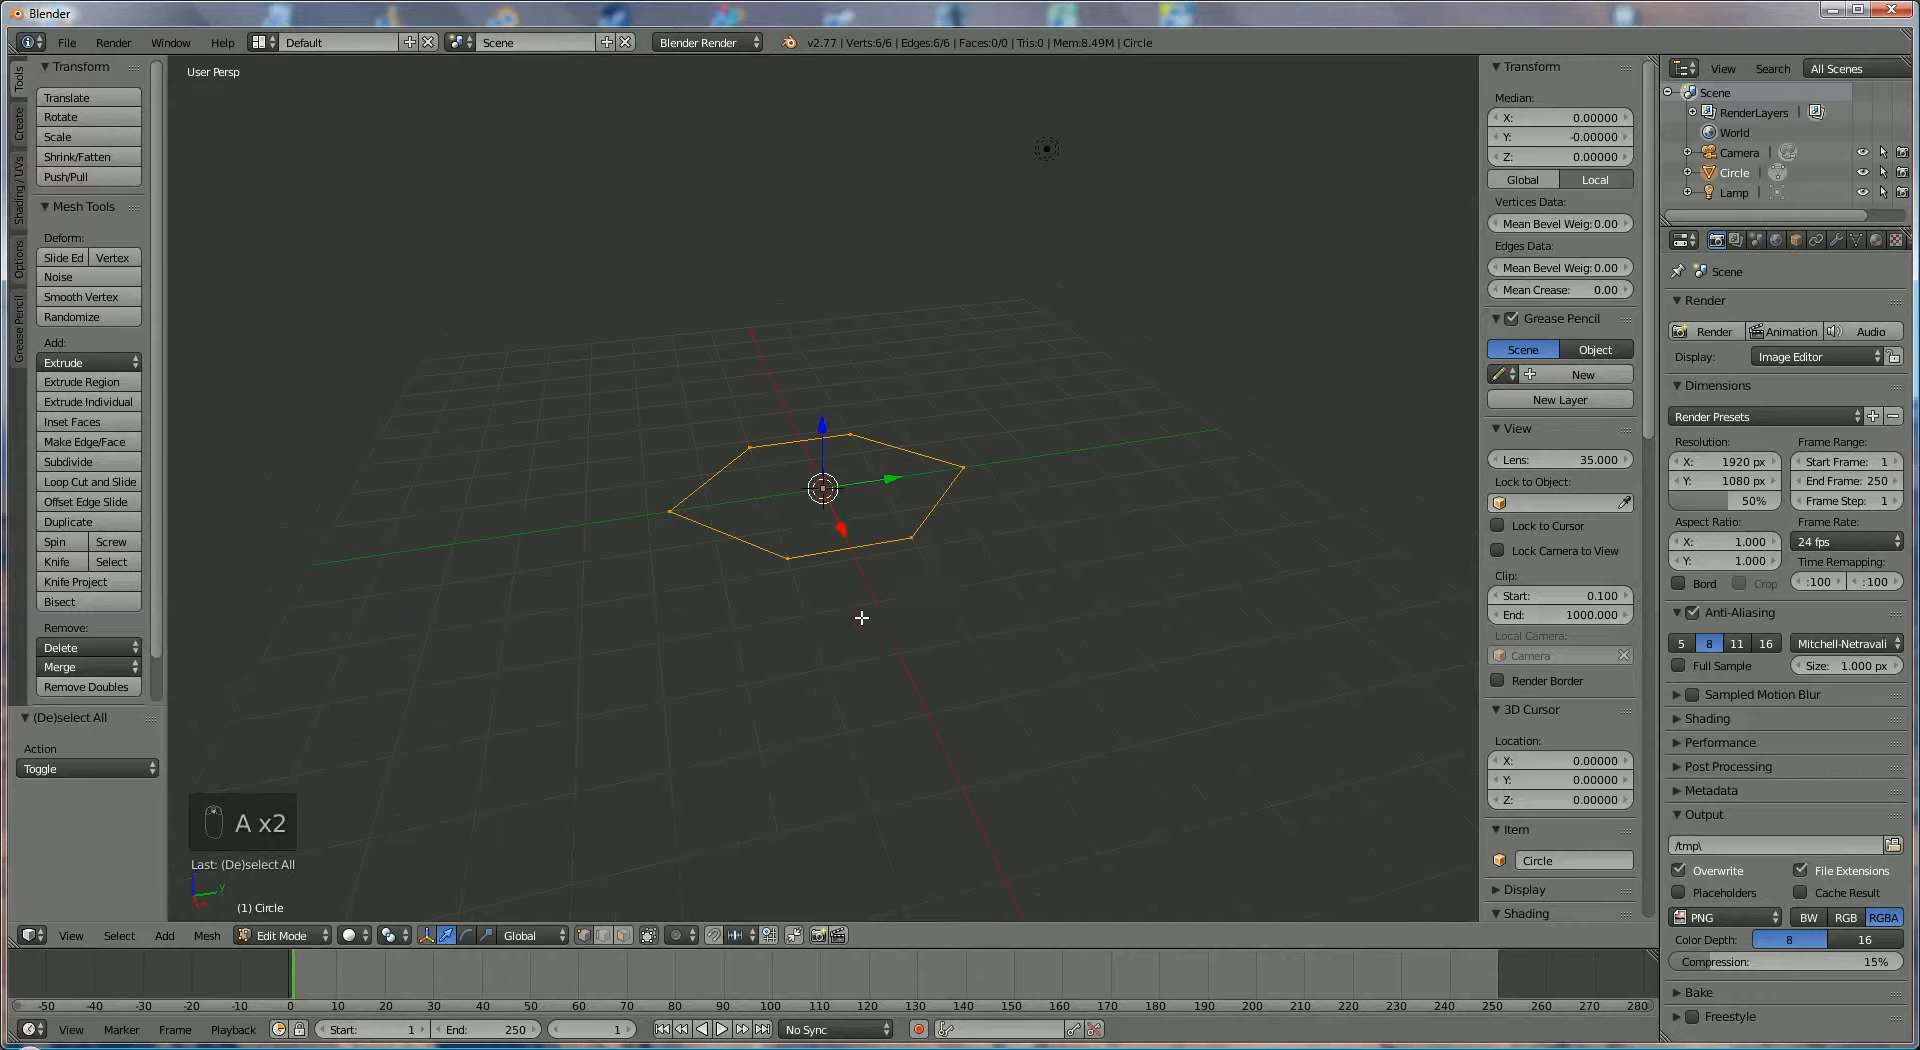 Blender
File Render Window Help Default Scene Blender Render v2.77 | Verts:6/6 | Edges:6/6 | Faces:0/0 | Tris:0 | Mem:8.49M | Circle
User Persp
Tools
Create
Shading / UVs
Options
Grease Pencil
Transform
Translate
Rotate
Scale
Shrink/Fatten
Push/Pull
Mesh Tools
Deform:
Slide Ed Vertex
Noise
Smooth Vertex
Randomize
Add:
Extrude
Extrude Region
Extrude Individual
Inset Faces
Make Edge/Face
Subdivide
Loop Cut and Slide
Offset Edge Slide
Duplicate
Spin Screw
Knife Select
Knife Project
Bisect
Remove:
Delete
Merge
Remove Doubles
(De)select All
Action
Toggle
A x2
Last: (De)select All
Y
(1) Circle
Transform
Median:
X: 0.00000
Y: -0.00000
Z: 0.00000
Global Local
Vertices Data:
Mean Bevel Weig: 0.00
Edges Data:
Mean Bevel Weig: 0.00
Mean Crease: 0.00
Grease Pencil
Scene Object
New
New Layer
View
Lens: 35.000
Lock to Object:
Lock to Cursor
Lock Camera to View
Clip:
Start: 0.100
End: 1000.000
Local Camera:
Camera
Render Border
3D Cursor
Location:
X: 0.00000
Y: 0.00000
Z: 0.00000
Item
Circle
Display
Shading
View Search All Scenes
Scene
RenderLayers
World
Camera
Circle
Lamp
Scene
Render
Render Animation Audio
Display: Image Editor
Dimensions
Render Presets
Resolution: Frame Range:
X: 1920 px Start Frame: 1
Y: 1080 px End Frame: 250
50% Frame Step: 1
Aspect Ratio: Frame Rate:
X: 1.000 24 fps
Y: 1.000 Time Remapping:
Bord Crop :100 :100
Anti-Aliasing
5 8 11 16 Mitchell-Netravali
Full Sample Size: 1.000 px
Sampled Motion Blur
Shading
Performance
Post Processing
Metadata
Output
/tmp\
Overwrite File Extensions
Placeholders Cache Result
PNG BW RGB RGBA
Color Depth: 8 16
Compression: 15%
Bake
Freestyle
View Select Add Mesh Edit Mode Global
-50 -40 -30 -20 -10 0 10 20 30 40 50 60 70 80 90 100 110 120 130 140 150 160 170 180 190 200 210 220 230 240 250 260 270 280
View Marker Frame Playback Start: 1 End: 250 1 No Sync